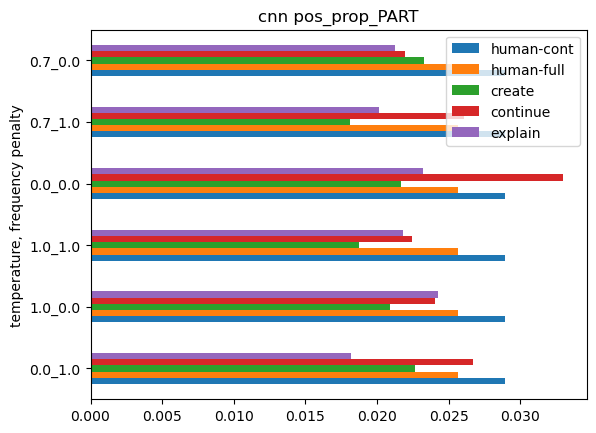 cnn pos_prop_PART
temperature, frequency penalty
0.7_0.0
0.7_1.0
0.0_0.0
1.0_1.0
1.0_0.0
0.0_1.0
human-cont
human-full
create
continue
explain
0.000 0.005 0.010 0.015 0.020 0.025 0.030